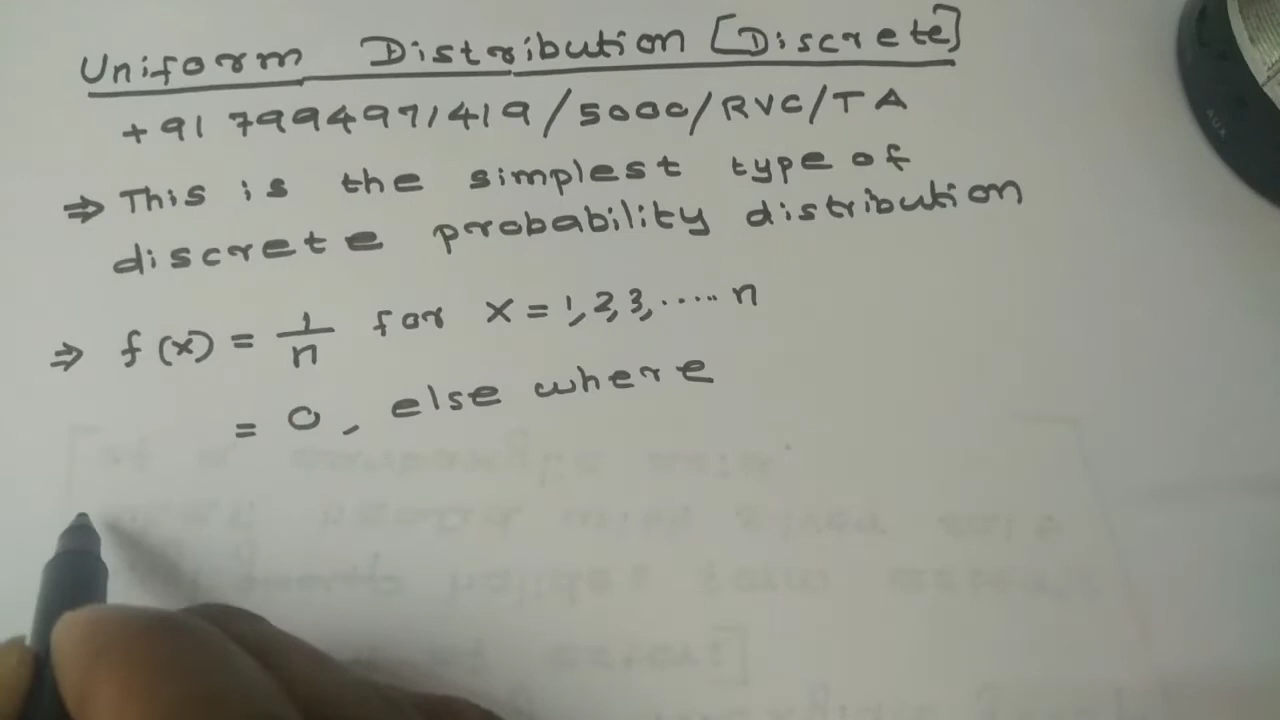 Uniform Distribution [Discrete]
+91 7994971419/5000/RVC/TA
⇒ This is the simplest type of
discrete probability distribution
⇒ f(x) = 1/n for x = 1,2,3,..... n
= 0, else where
AUX